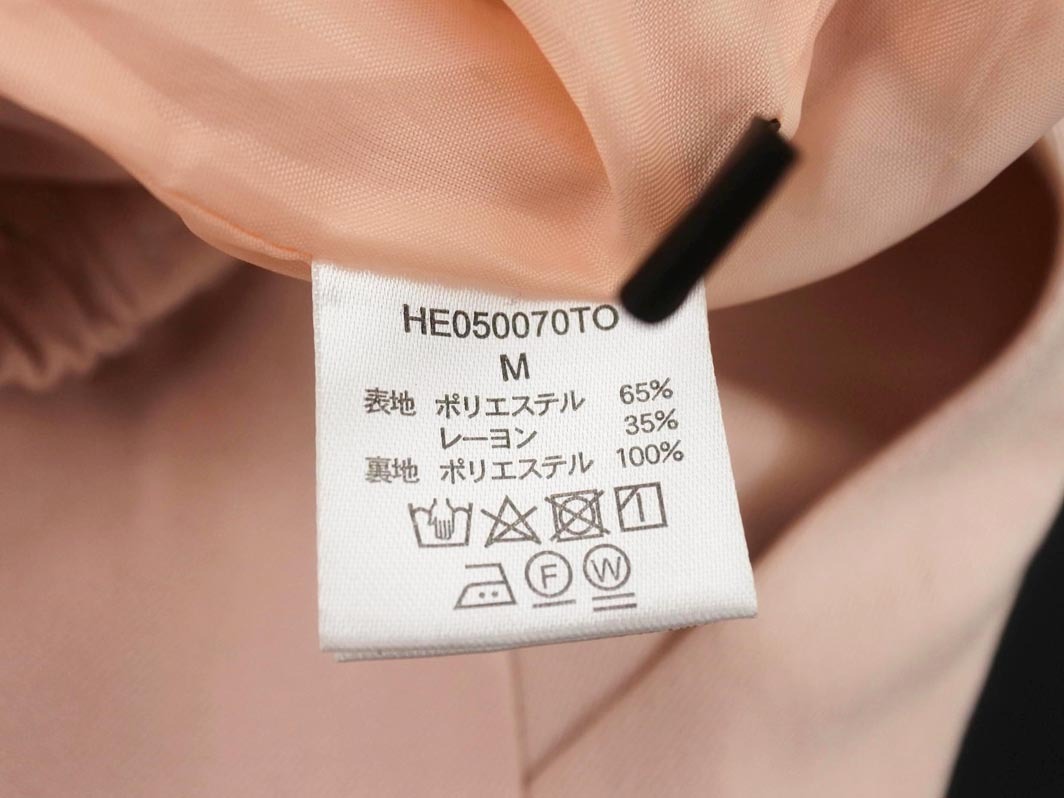 HE050070TO
M
表地 ポリエステル 65%
レーヨン 35%
裏地 ポリエステル 100%
F W